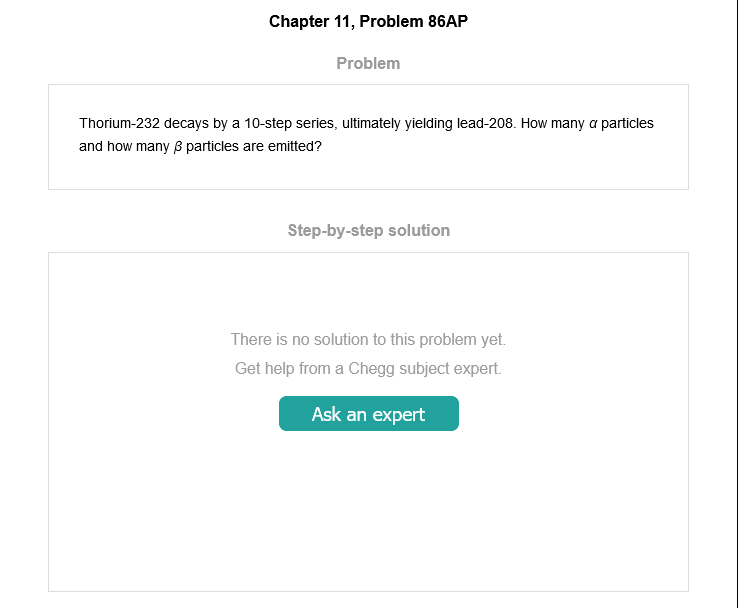 Chapter 11, Problem 86AP
Problem
Thorium-232 decays by a 10-step series, ultimately yielding lead-208. How many α particles
and how many β particles are emitted?
Step-by-step solution
There is no solution to this problem yet.
Get help from a Chegg subject expert.
Ask an expert